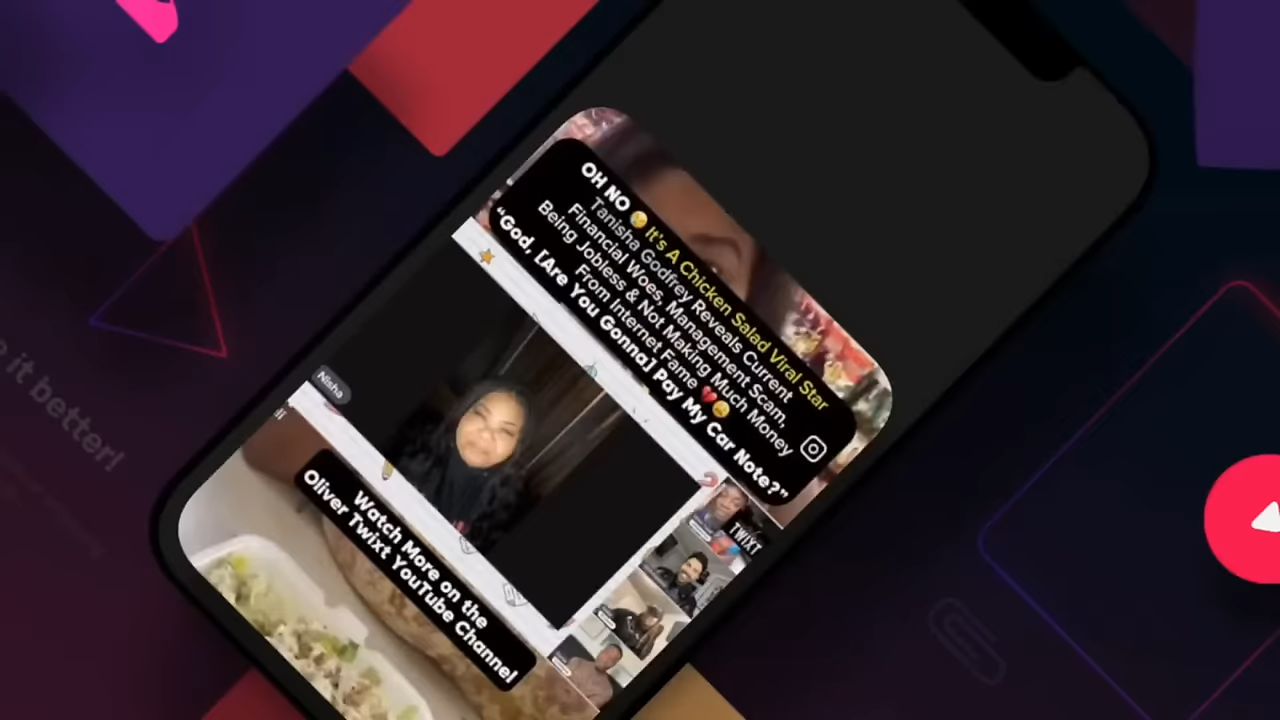 OH NO 😢 It's A Chicken Salad Viral Star
Tanisha Godfrey Reveals Current
Financial Woes, Management Scam,
Being Jobless & Not Making Much Money
From Internet Fame 💔😩
"God, [Are You Gonna] Pay My Car Note?"
Nisha
TWIXT
Watch More on the
Oliver Twixt YouTube Channel
it better!